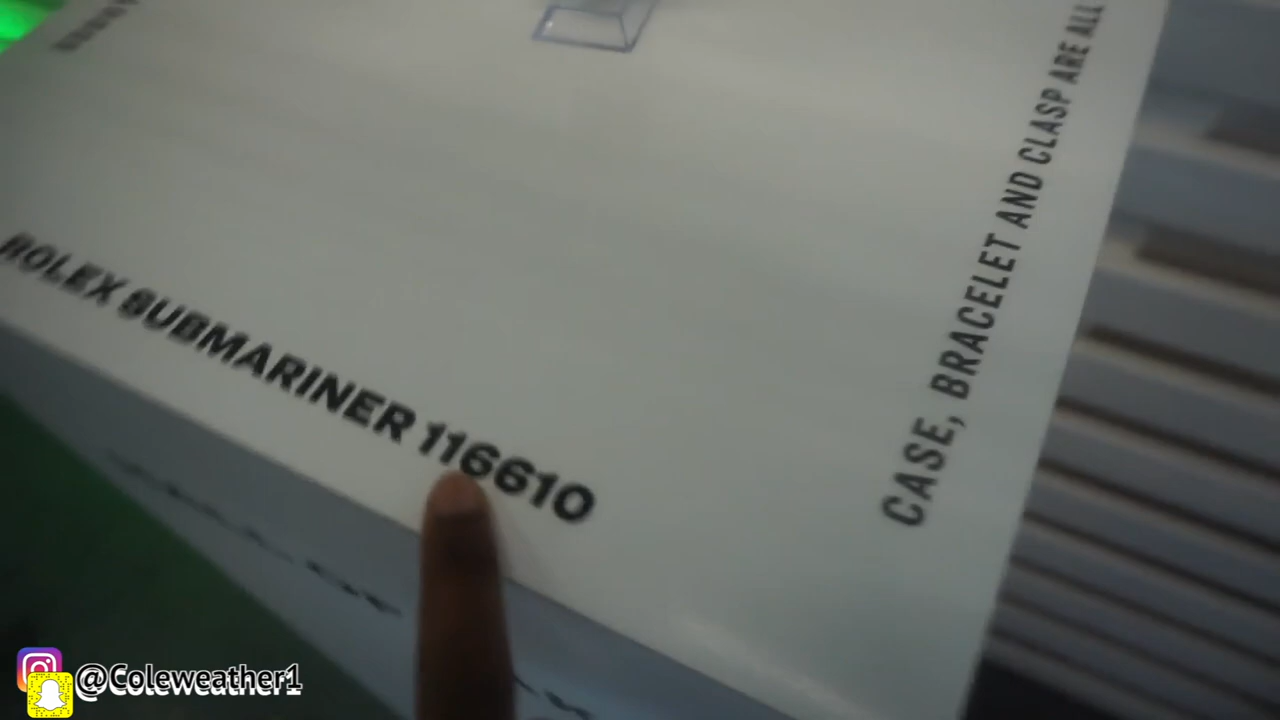 CASE, BRACELET AND CLASP ARE ALL
ROLEX SUBMARINER 116610
@Coleweather1